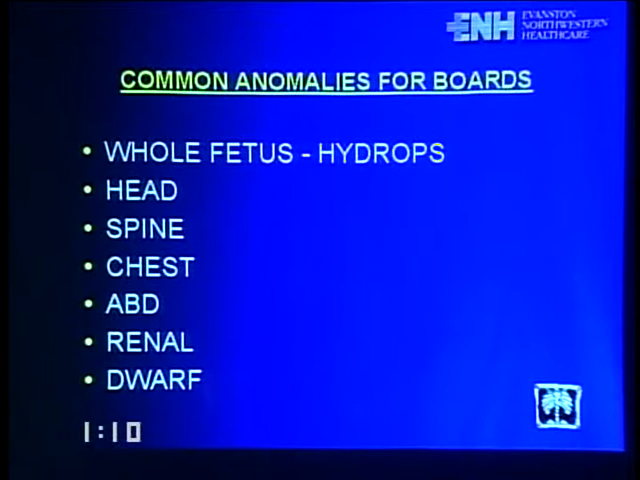 ENH
EVANSTON
NORTHWESTERN
HEALTHCARE
COMMON ANOMALIES FOR BOARDS
• WHOLE FETUS - HYDROPS
• HEAD
• SPINE
• CHEST
• ABD
• RENAL
• DWARF
1:10